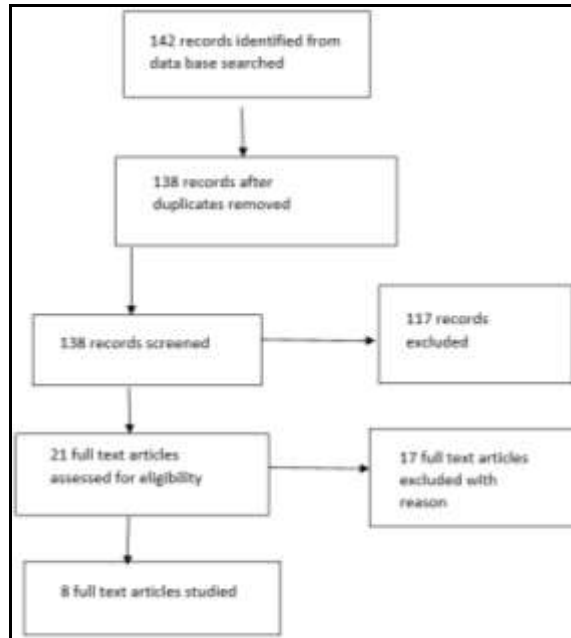 142 records identified from
data base searched
138 records after
duplicates removed
138 records screened
117 records
excluded
21 full text articles
assessed for eligibility
17 full text articles
excluded with
reason
8 full text articles studied